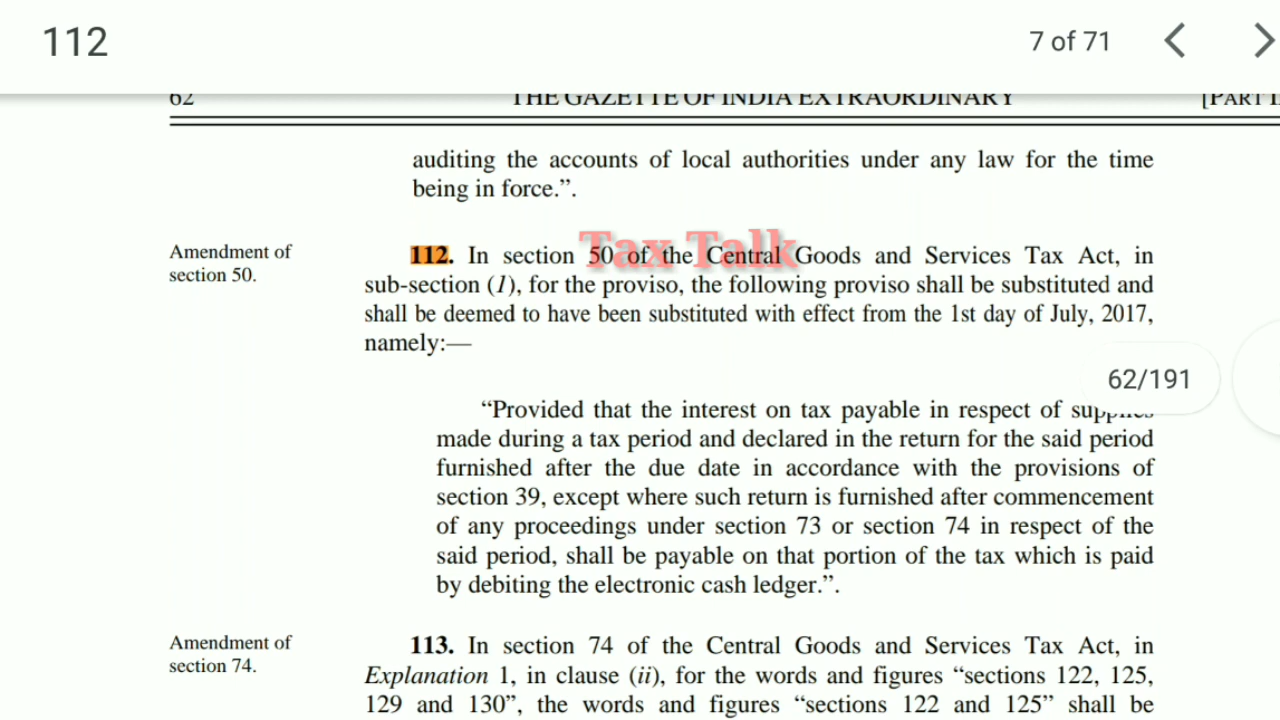 112
7 of 71
62 THE GAZETTE OF INDIA EXTRAORDINARY [PART I
auditing the accounts of local authorities under any law for the time
being in force.”.
Tax Talk
Amendment of
section 50.
112. In section 50 of the Central Goods and Services Tax Act, in
sub-section (1), for the proviso, the following proviso shall be substituted and
shall be deemed to have been substituted with effect from the 1st day of July, 2017,
namely:—
62/191
“Provided that the interest on tax payable in respect of supplies
made during a tax period and declared in the return for the said period
furnished after the due date in accordance with the provisions of
section 39, except where such return is furnished after commencement
of any proceedings under section 73 or section 74 in respect of the
said period, shall be payable on that portion of the tax which is paid
by debiting the electronic cash ledger.”.
Amendment of
section 74.
113. In section 74 of the Central Goods and Services Tax Act, in
Explanation 1, in clause (ii), for the words and figures “sections 122, 125,
129 and 130”, the words and figures “sections 122 and 125” shall be